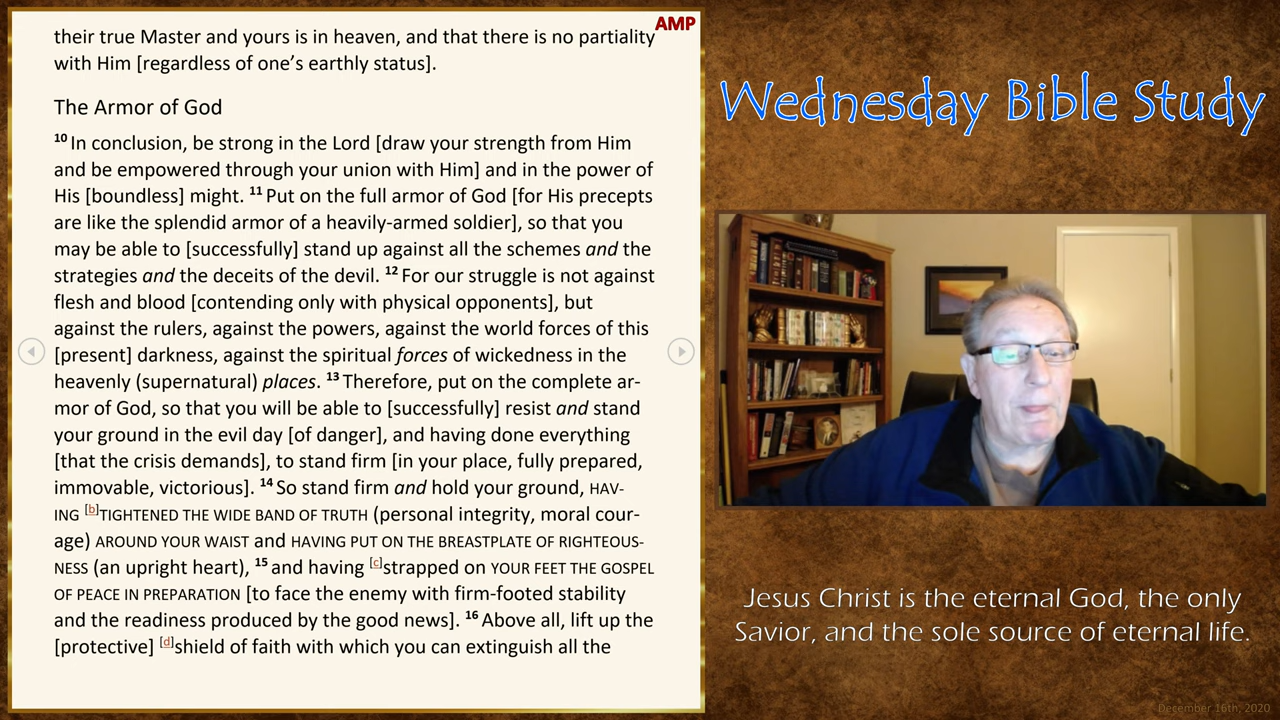 AMP
their true Master and yours is in heaven, and that there is no partiality
with Him [regardless of one’s earthly status].
The Armor of God
10 In conclusion, be strong in the Lord [draw your strength from Him
and be empowered through your union with Him] and in the power of
His [boundless] might. 11 Put on the full armor of God [for His precepts
are like the splendid armor of a heavily-armed soldier], so that you
may be able to [successfully] stand up against all the schemes and the
strategies and the deceits of the devil. 12 For our struggle is not against
flesh and blood [contending only with physical opponents], but
against the rulers, against the powers, against the world forces of this
[present] darkness, against the spiritual forces of wickedness in the
heavenly (supernatural) places. 13 Therefore, put on the complete ar-
mor of God, so that you will be able to [successfully] resist and stand
your ground in the evil day [of danger], and having done everything
[that the crisis demands], to stand firm [in your place, fully prepared,
immovable, victorious]. 14 So stand firm and hold your ground, HAV-
ING [b]TIGHTENED THE WIDE BAND OF TRUTH (personal integrity, moral cour-
age) AROUND YOUR WAIST and HAVING PUT ON THE BREASTPLATE OF RIGHTEOUS-
NESS (an upright heart), 15 and having [c]strapped on YOUR FEET THE GOSPEL
OF PEACE IN PREPARATION [to face the enemy with firm-footed stability
and the readiness produced by the good news]. 16 Above all, lift up the
[protective] [d]shield of faith with which you can extinguish all the
Wednesday Bible Study
Jesus Christ is the eternal God, the only
Savior, and the sole source of eternal life.
December 16th, 2020